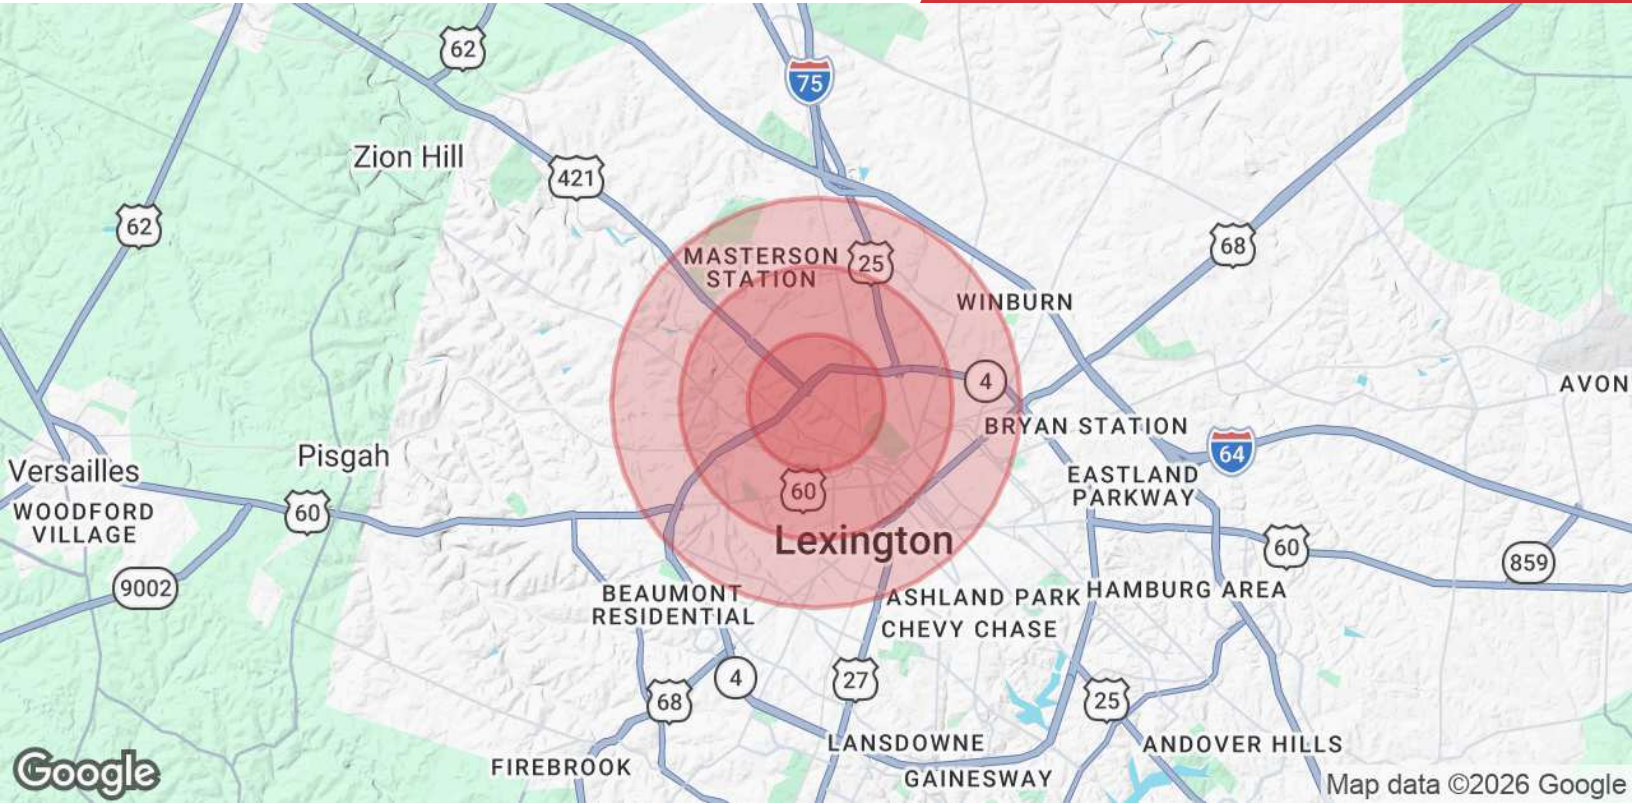 62
75
Zion Hill
421
62
68
MASTERSON
STATION
25
WINBURN
4
AVON
BRYAN STATION
Pisgah
64
Versailles
EASTLAND
PARKWAY
60
60
WOODFORD
VILLAGE
Lexington
60
859
9002
BEAUMONT
RESIDENTIAL
ASHLAND PARK
HAMBURG AREA
CHEVY CHASE
4
27
68
25
LANSDOWNE
ANDOVER HILLS
FIREBROOK
GAINESWAY
Google
Map data ©2026 Google